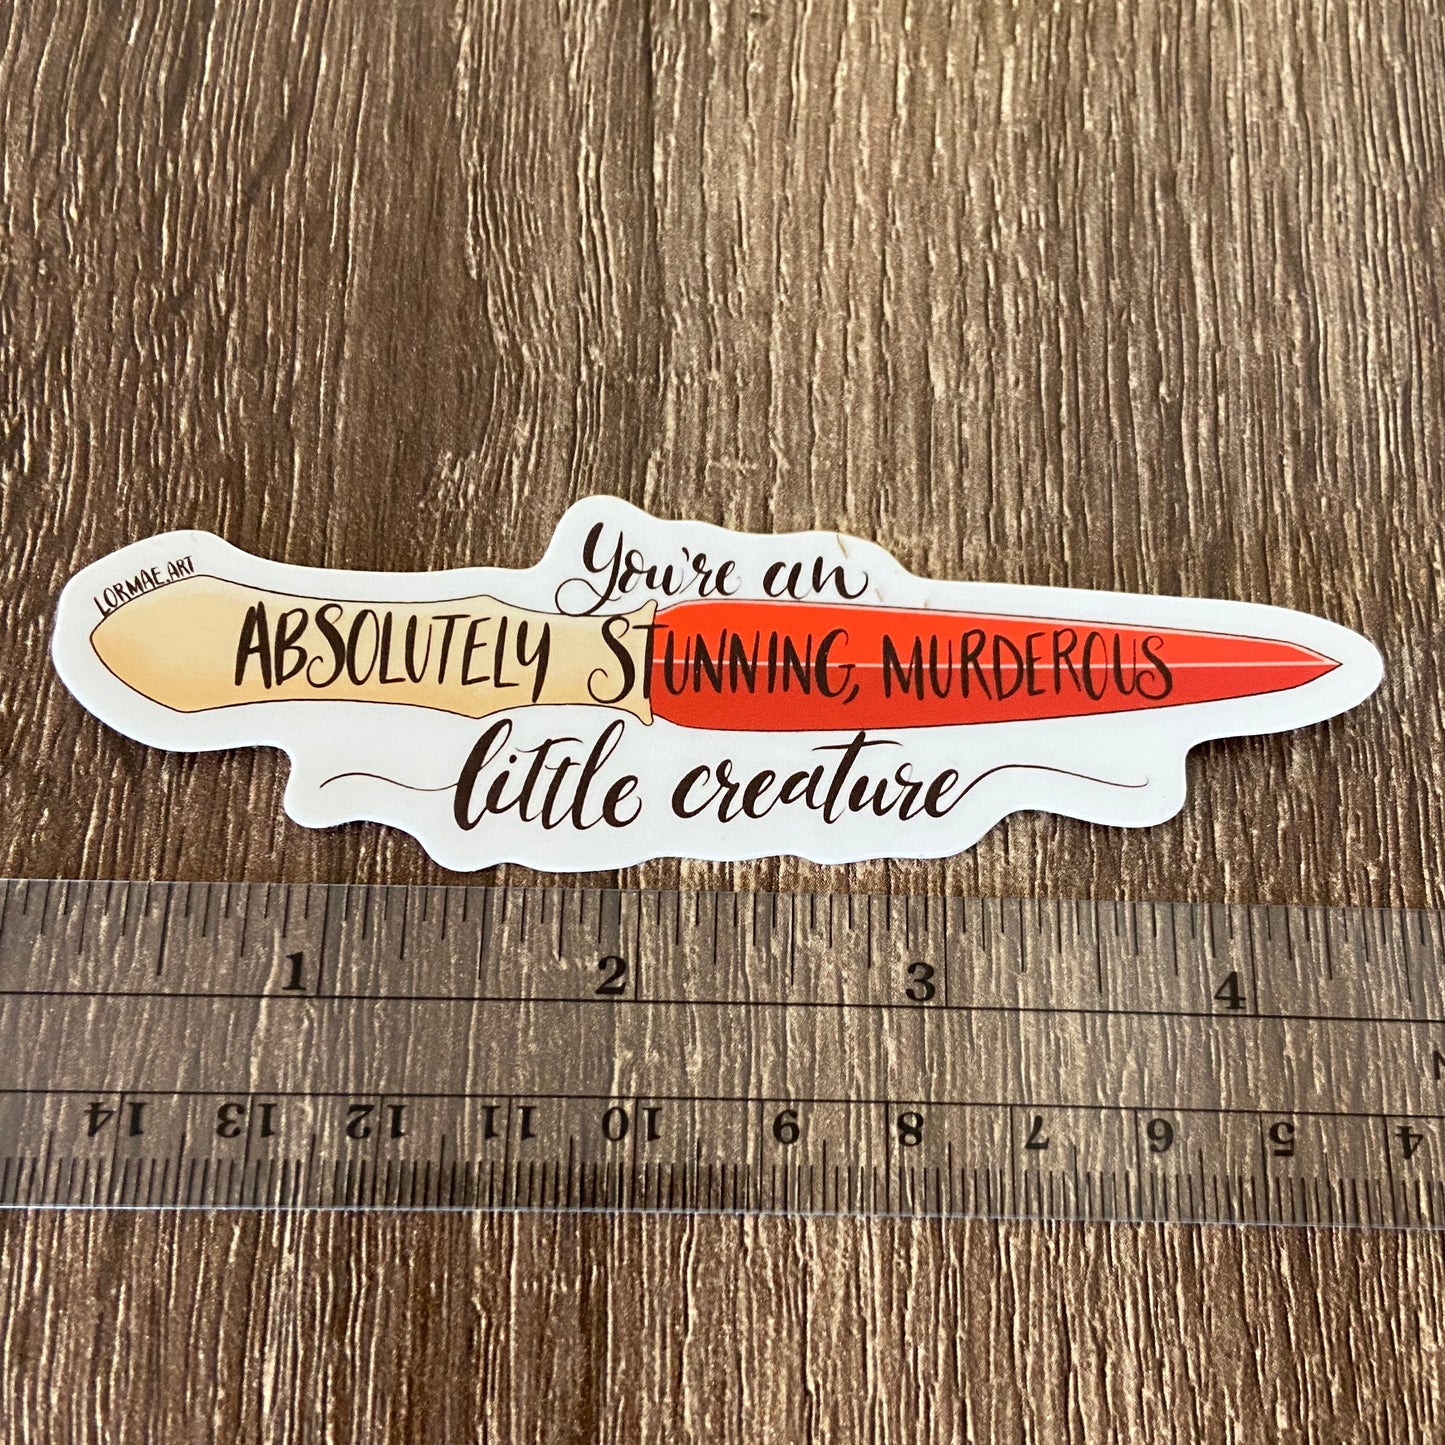 LORMAE.ART
You're an
ABSOLUTELY STUNNING, MURDEROUS
little creature
1 2 3 4
14 13 12 11 10 9 8 7 6 5 4